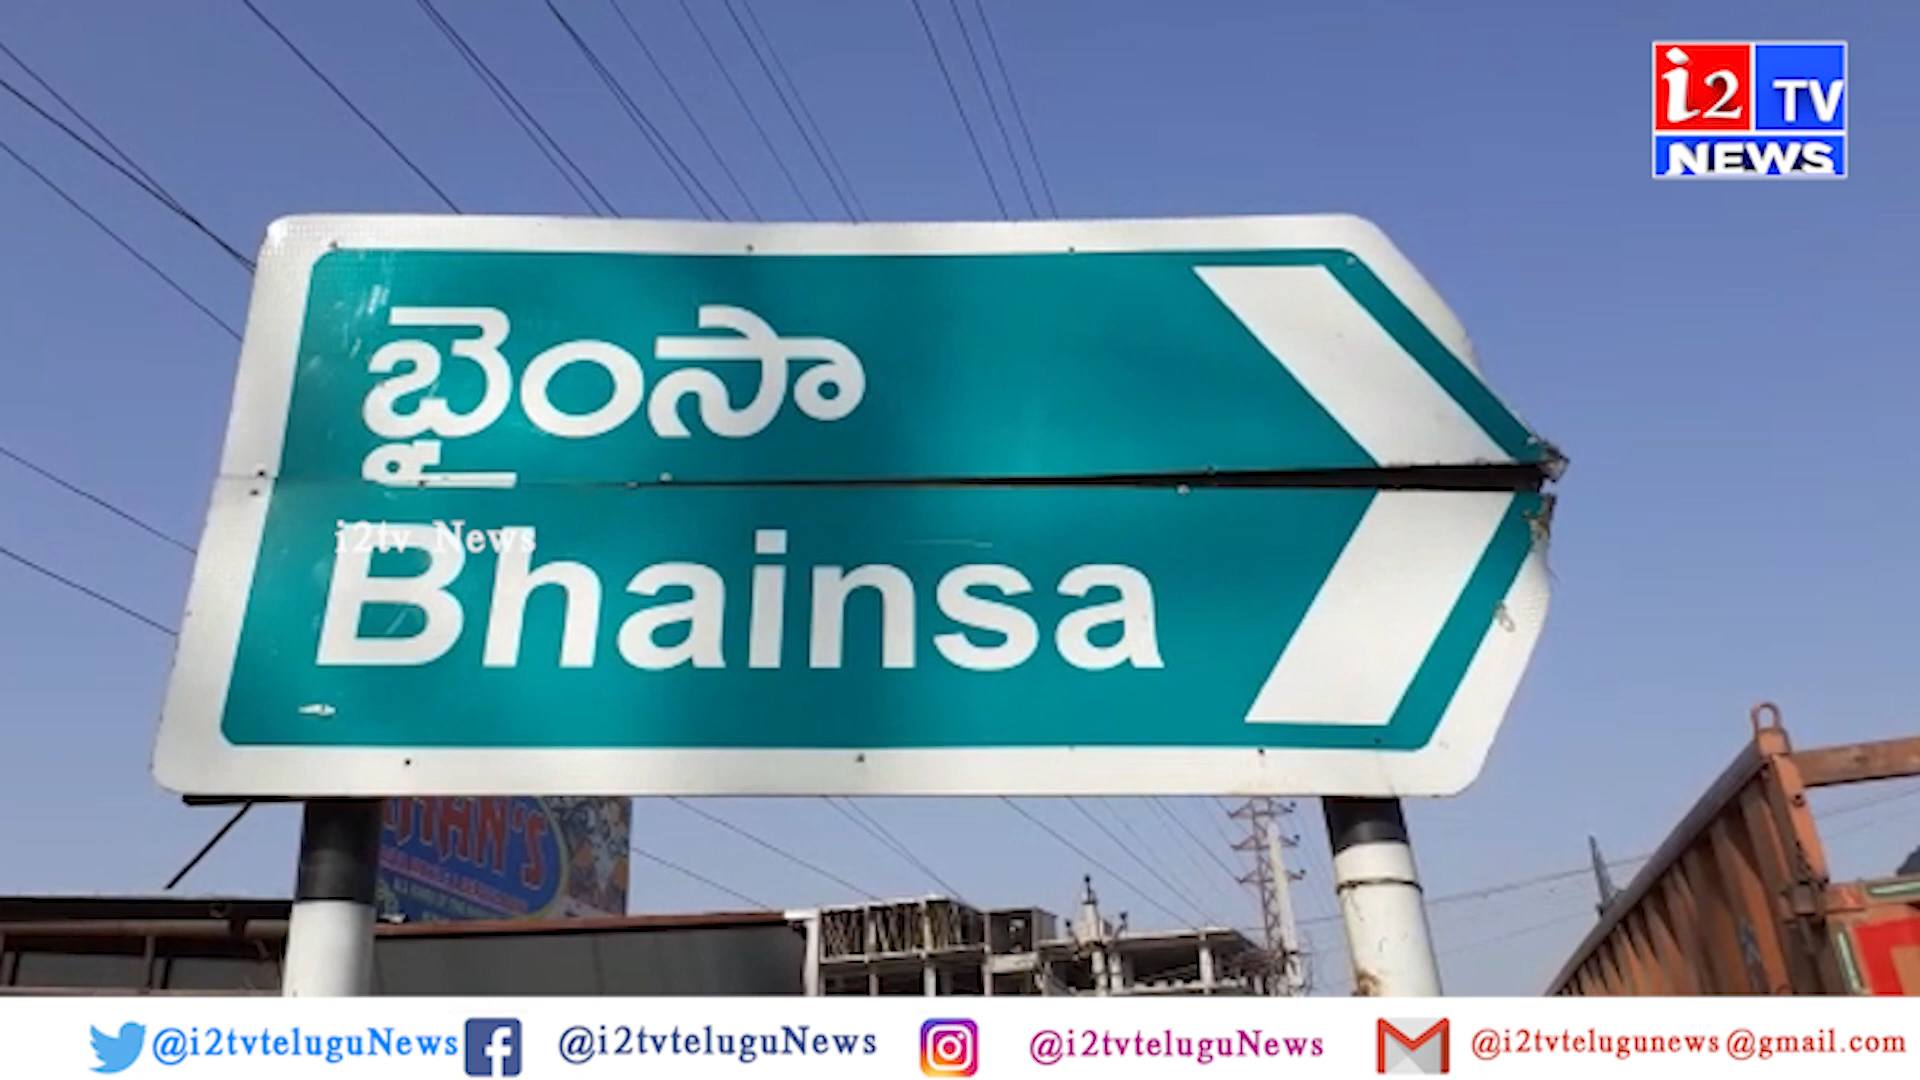 i2 TV
NEWS
భైంసా
i2tv News
Bhainsa
@i2tvteluguNews @i2tvteluguNews @i2tvteluguNews @i2tvtelugunews@gmail.com